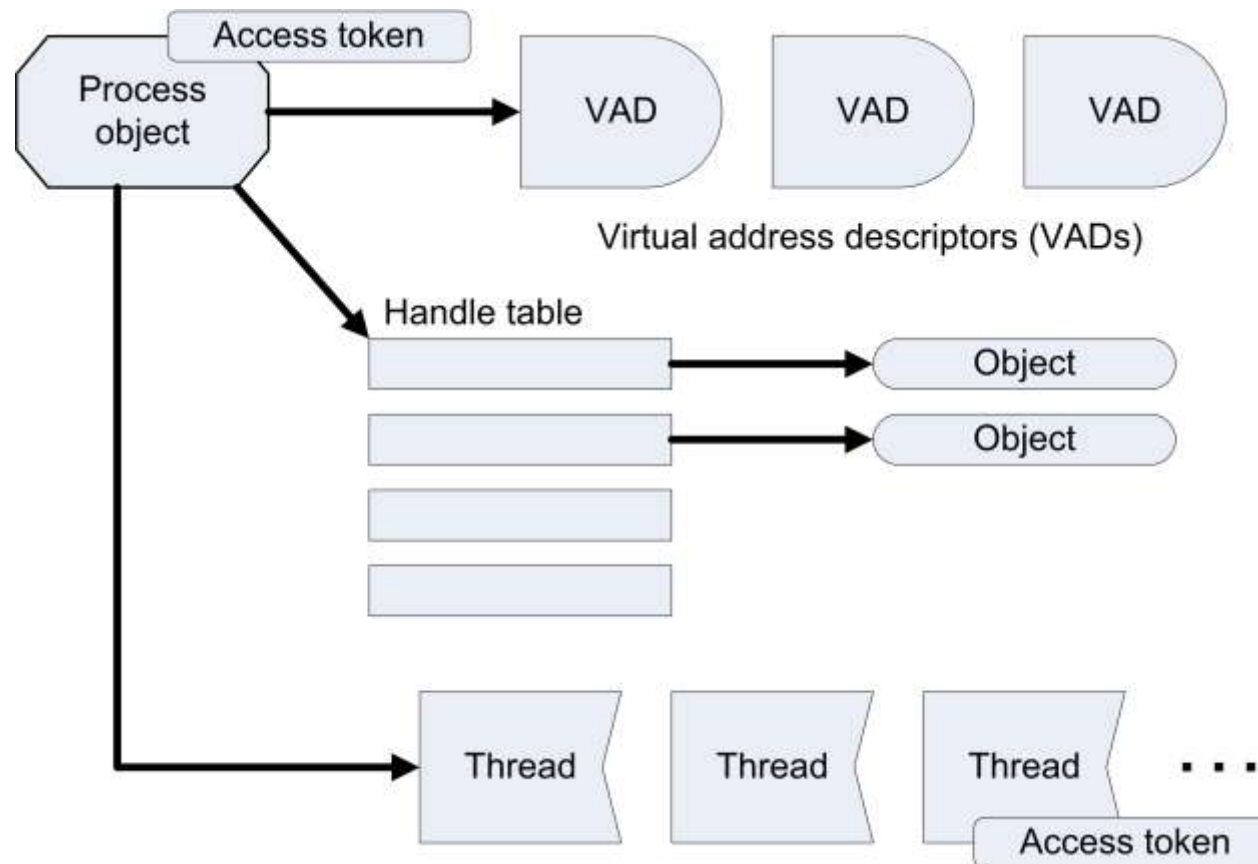 Access token
Process
object
VAD
VAD
VAD
Virtual address descriptors (VADs)
Handle table
Object
Object
Thread
Thread
Thread
. . .
Access token